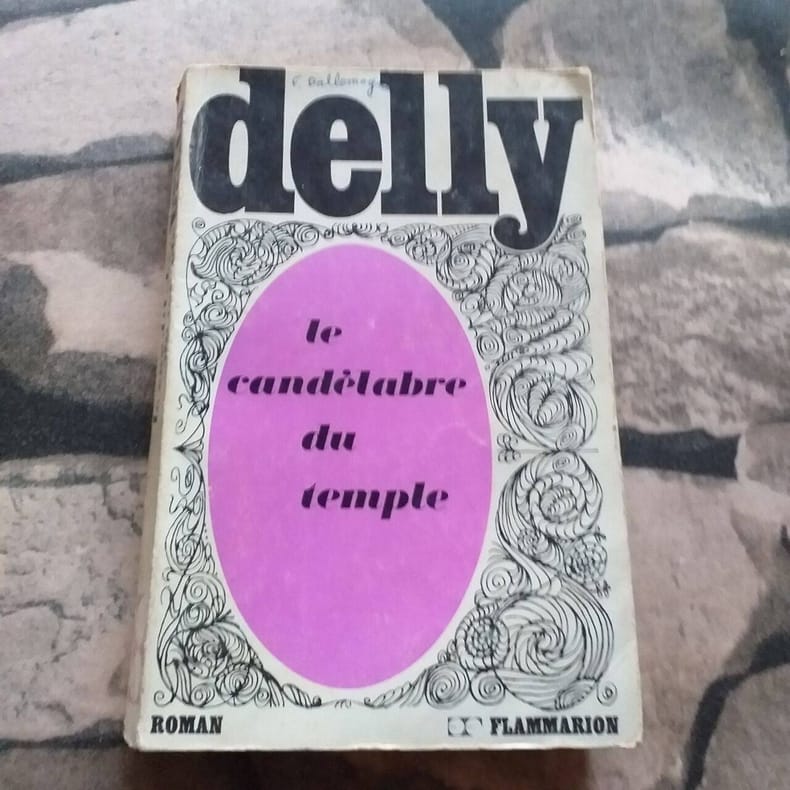 delly
le
candèlabre
du
temple
ROMAN
FLAMMARION